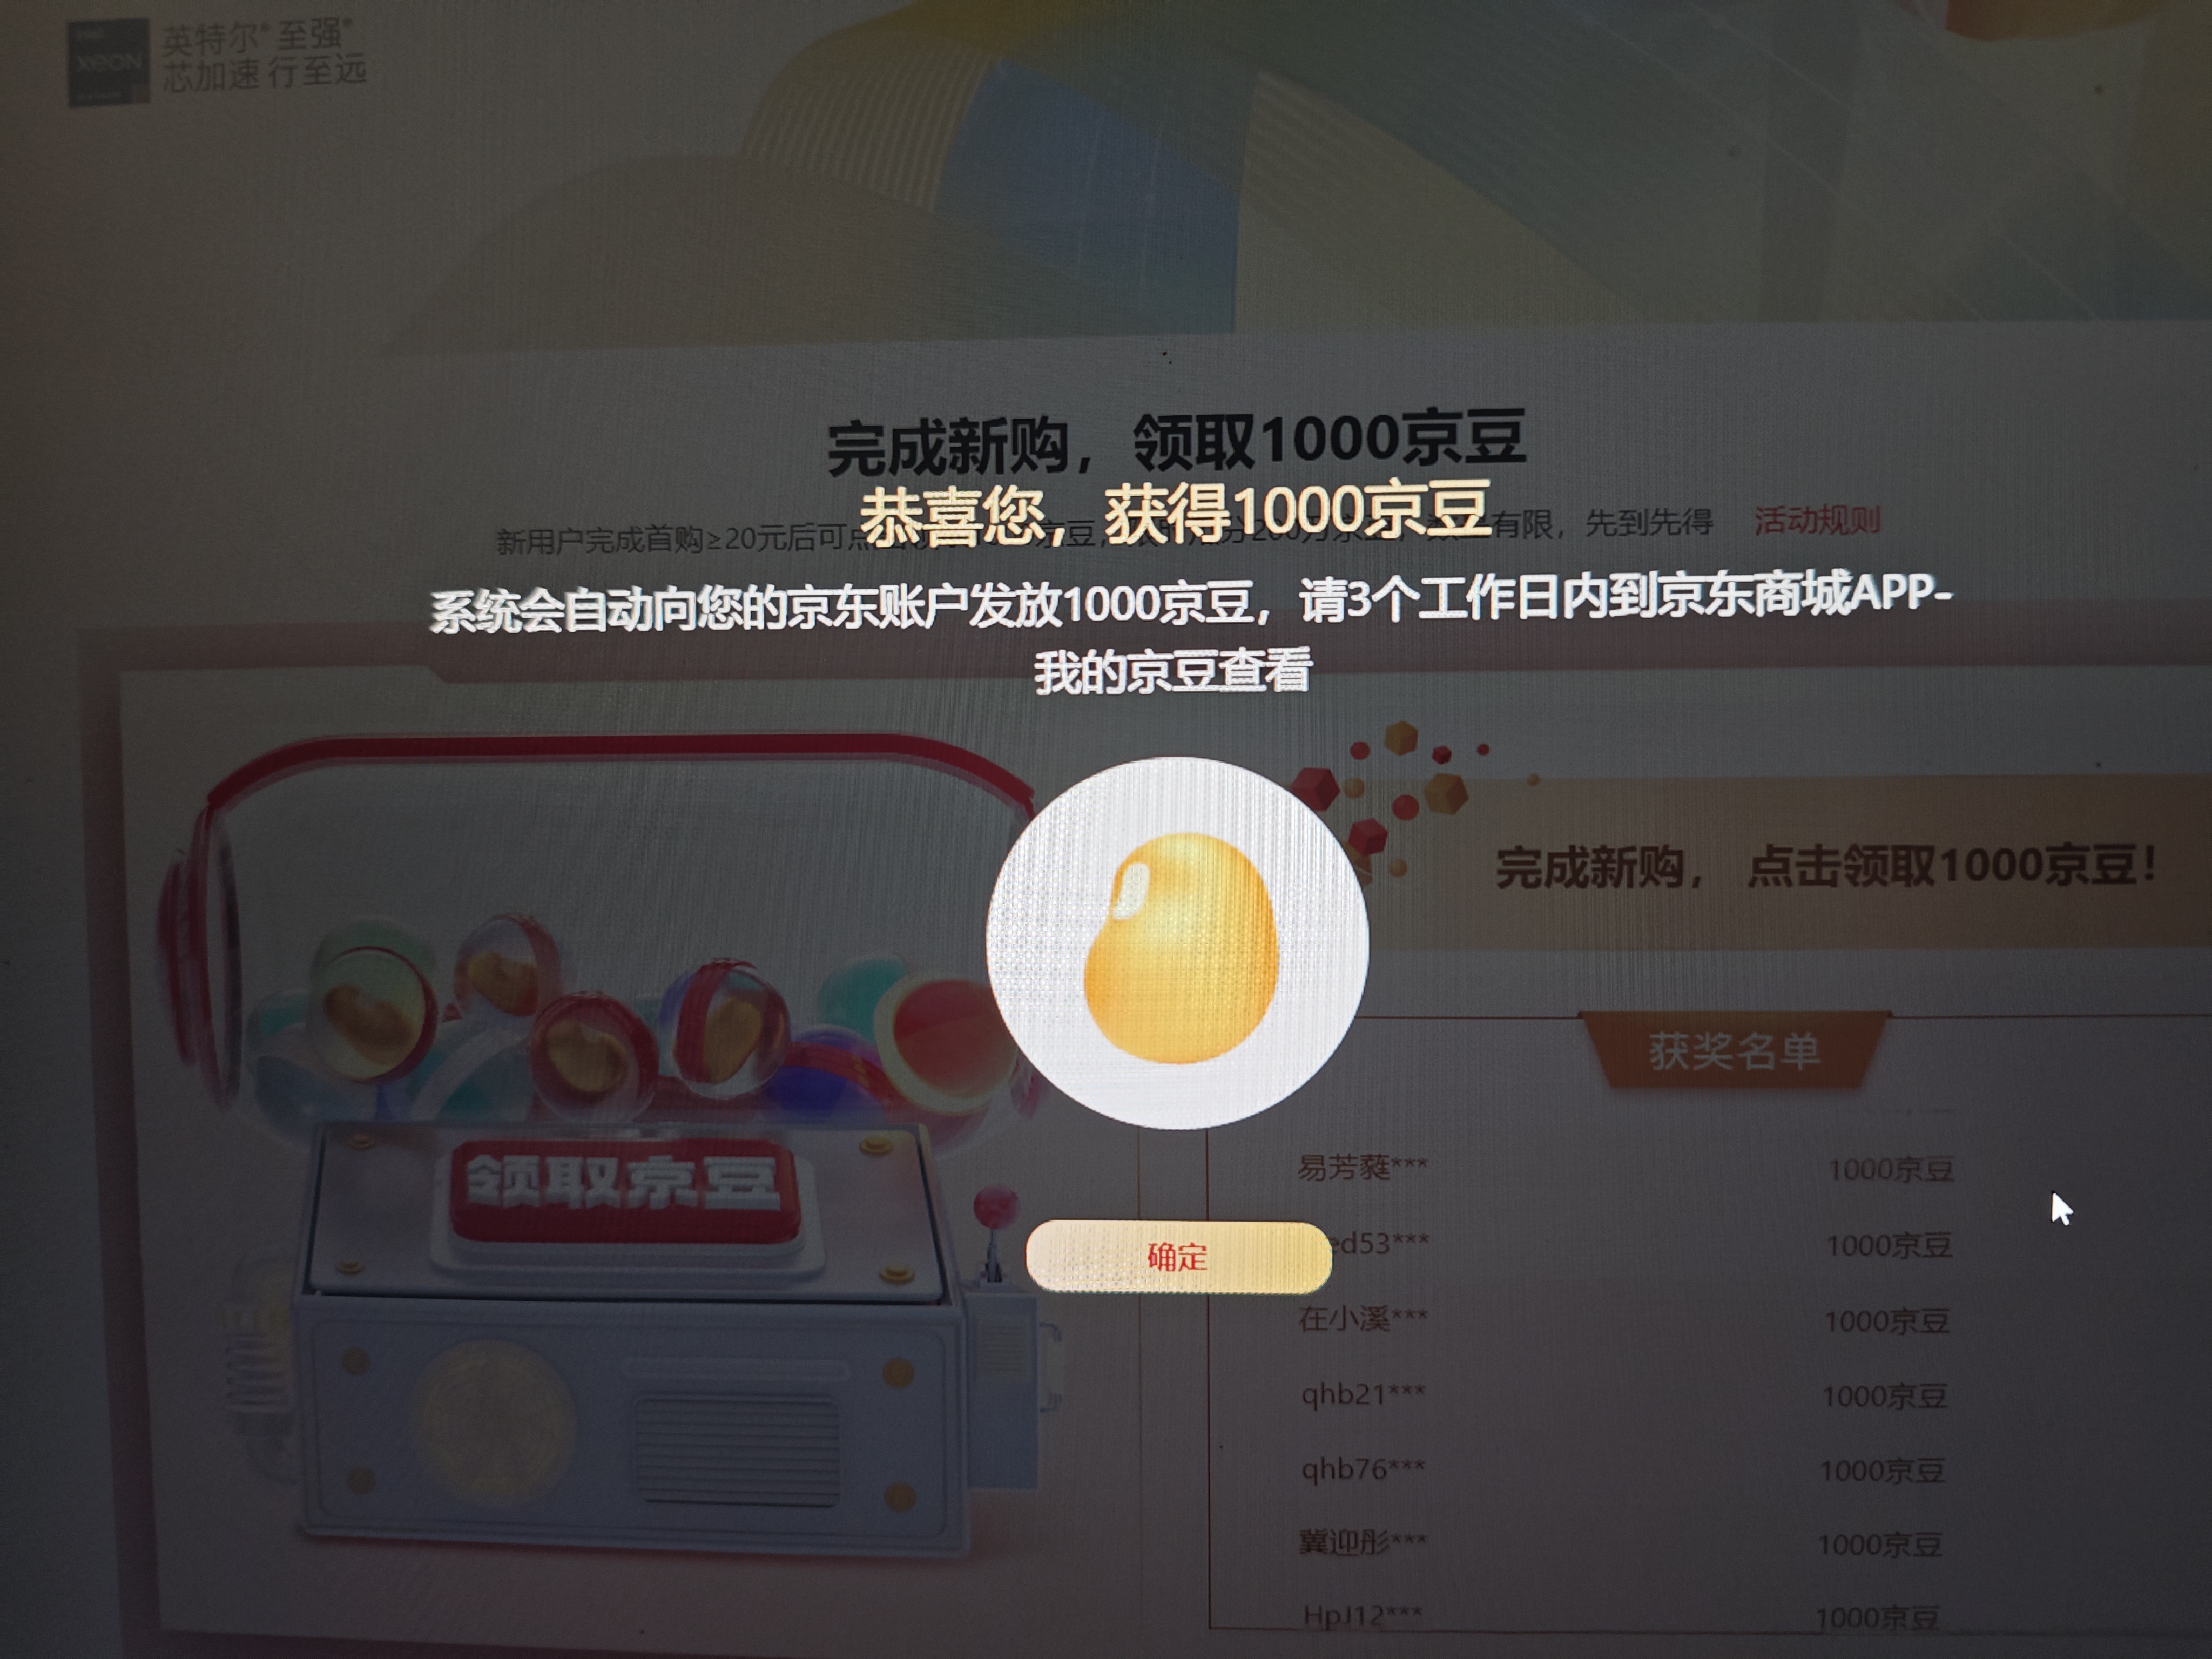 xeon
英特尔® 至强®
芯加速 行至远
完成新购，领取1000京豆
恭喜您，获得1000京豆
新用户完成首购≥20元后可点
京豆，
有限，先到先得
活动规则
系统会自动向您的京东账户发放1000京豆，请3个工作日内到京东商城APP-
我的京豆查看
完成新购， 点击领取1000京豆！
获奖名单
领取京豆
易芳蕤*** 1000京豆
ed53*** 1000京豆
确定
在小溪*** 1000京豆
qhb21*** 1000京豆
qhb76*** 1000京豆
冀迎彤*** 1000京豆
HpJ12*** 1000京豆